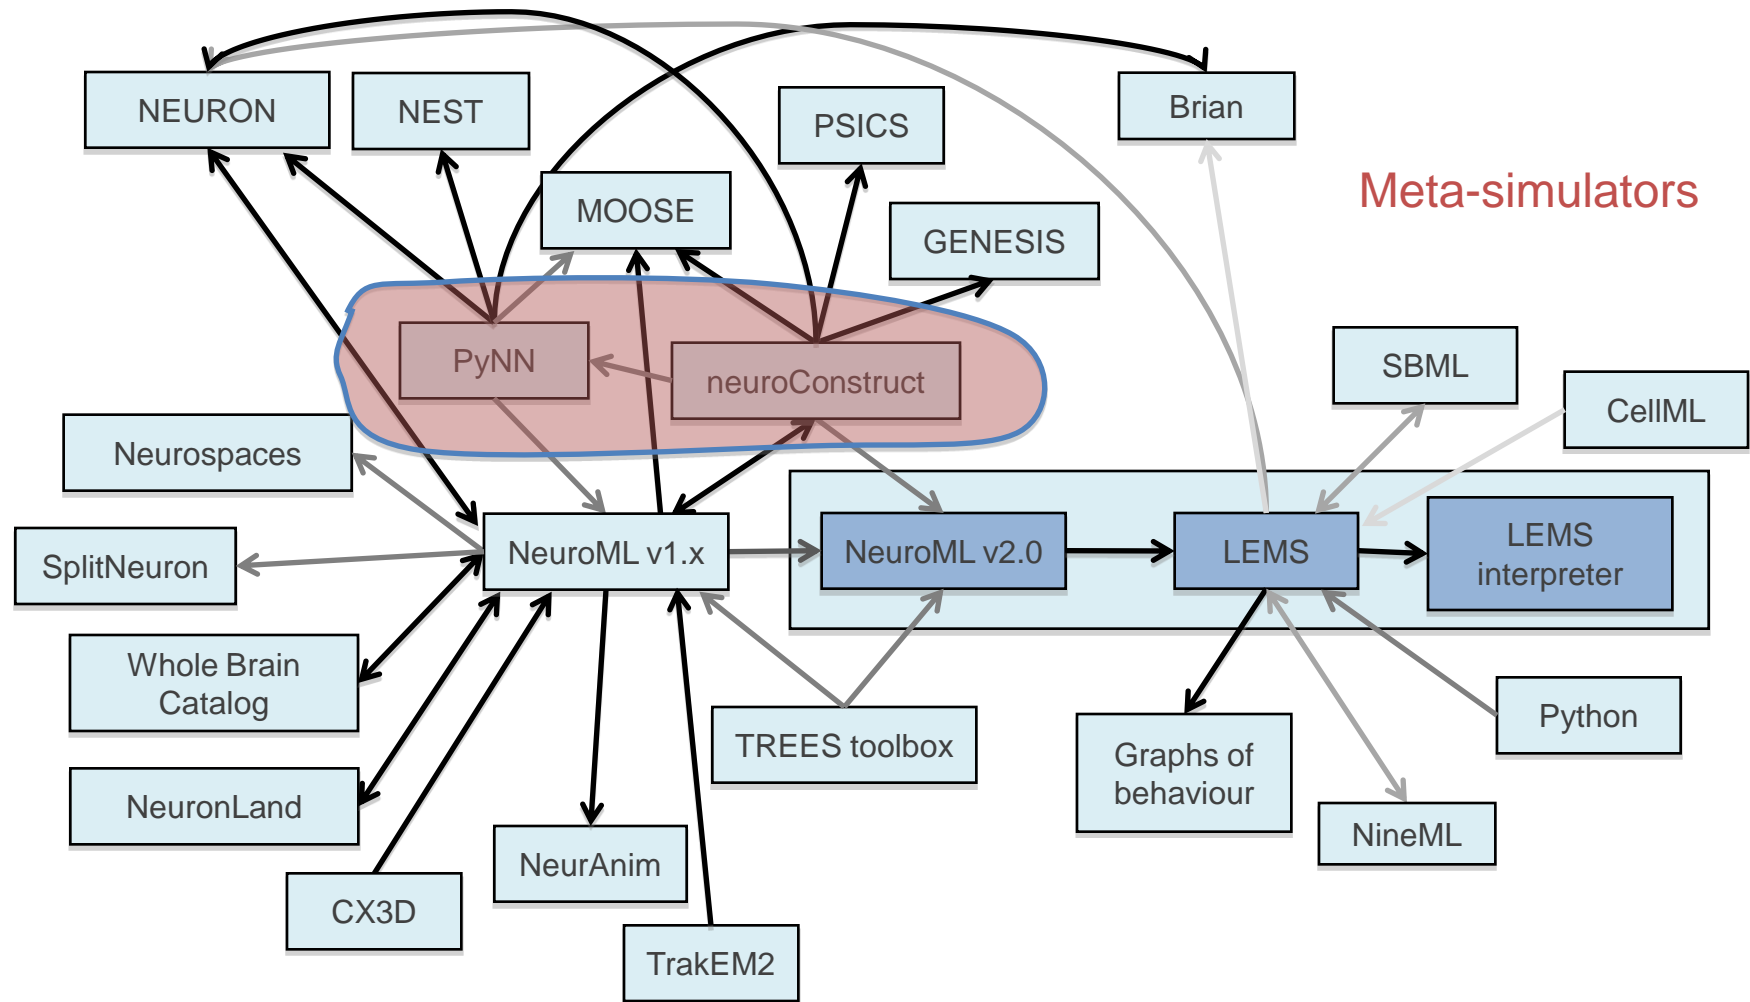 NEURON
NEST
PSICS
Brian
MOOSE
Meta-simulators
GENESIS
PyNN
neuroConstruct
SBML
CellML
Neurospaces
SplitNeuron
NeuroML v1.x
NeuroML v2.0
LEMS
LEMS
interpreter
Whole Brain
Catalog
TREES toolbox
Graphs of
behaviour
Python
NeuronLand
NeurAnim
NineML
CX3D
TrakEM2